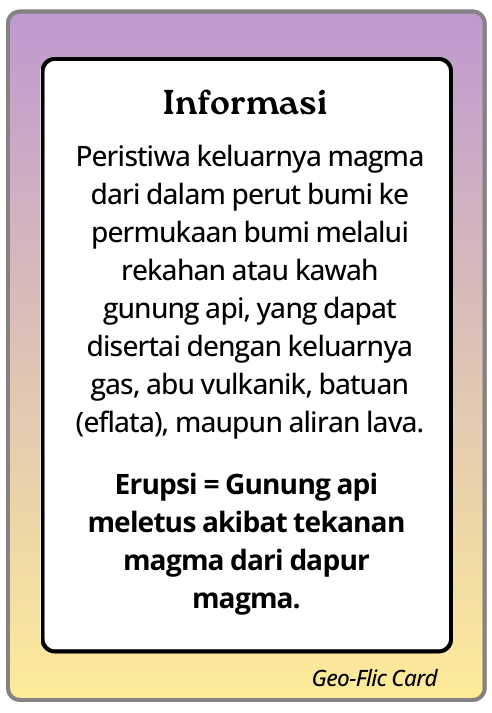 Informasi
Peristiwa keluarnya magma
dari dalam perut bumi ke
permukaan bumi melalui
rekahan atau kawah
gunung api, yang dapat
disertai dengan keluarnya
gas, abu vulkanik, batuan
(eflata), maupun aliran lava.
Erupsi = Gunung api
meletus akibat tekanan
magma dari dapur
magma.
Geo-Flic Card